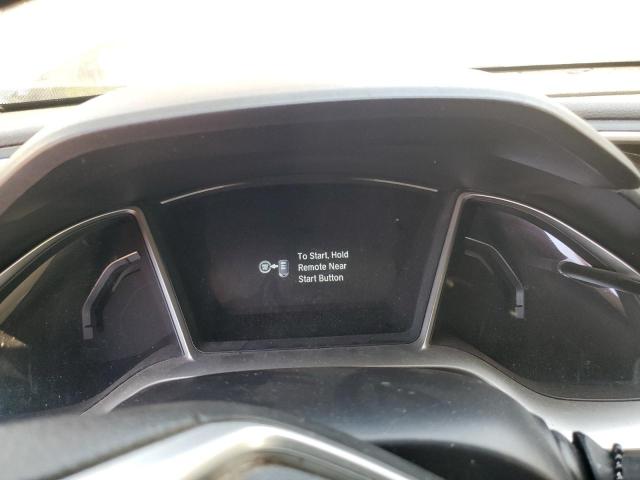 To Start, Hold
Remote Near
Start Button